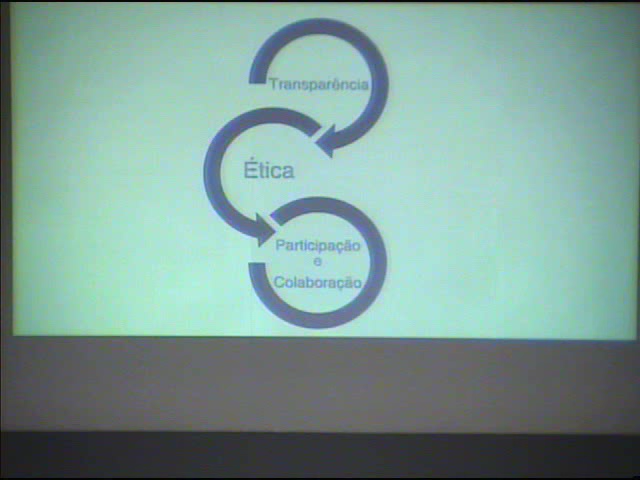 Transparência
Ética
Participação
e
Colaboração